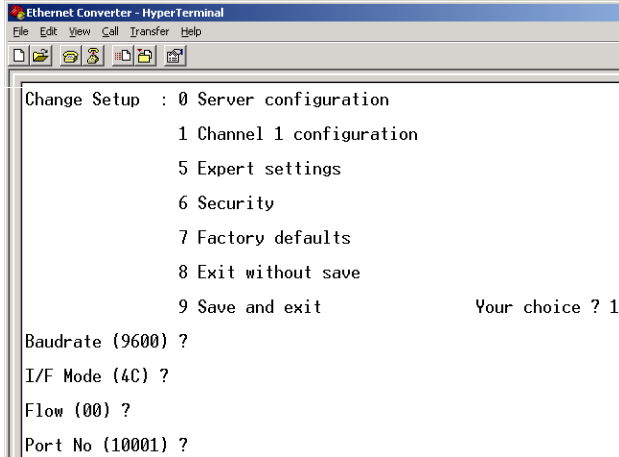 Ethernet Converter - HyperTerminal
File Edit View Call Transfer Help
Change Setup : 0 Server configuration
1 Channel 1 configuration
5 Expert settings
6 Security
7 Factory defaults
8 Exit without save
9 Save and exit Your choice ? 1
Baudrate (9600) ?
I/F Mode (4C) ?
Flow (00) ?
Port No (10001) ?